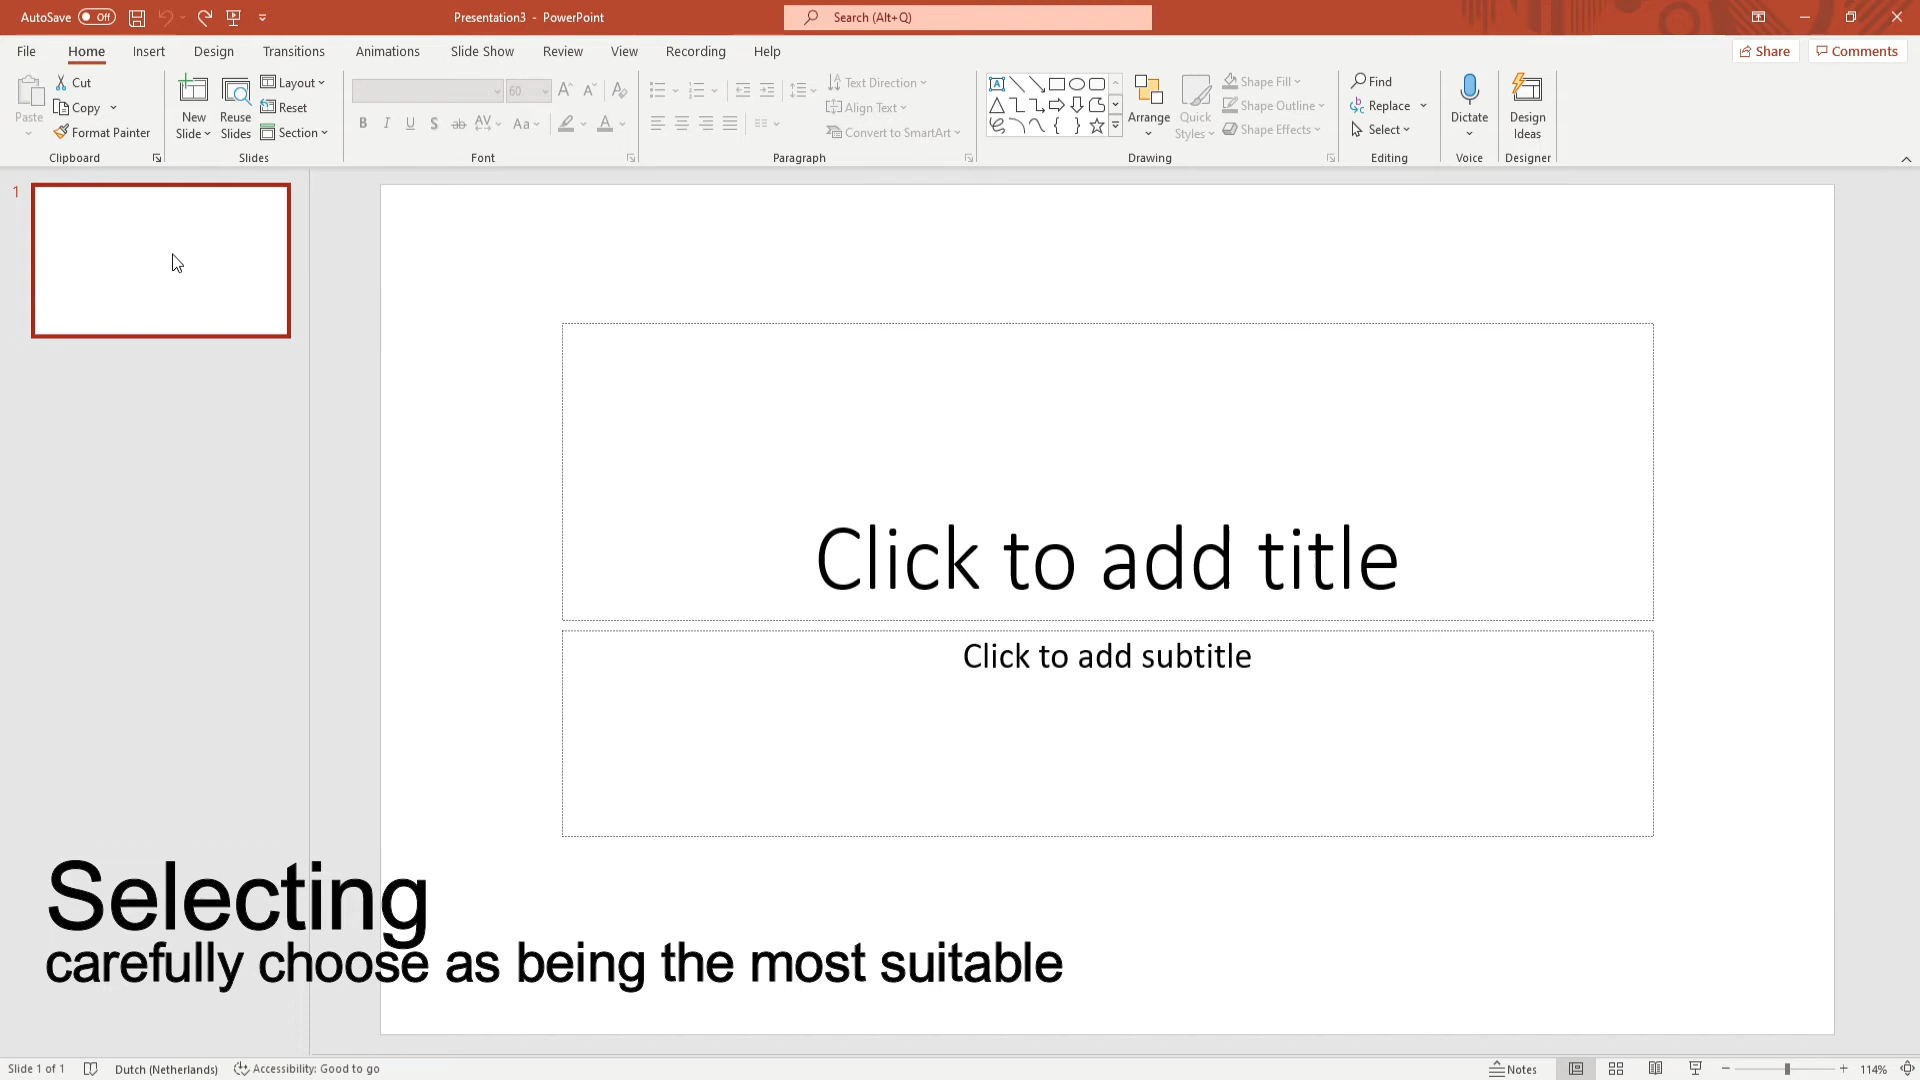 AutoSave Off Presentation3 - PowerPoint Search (Alt+Q)
File Home Insert Design Transitions Animations Slide Show Review View Recording Help Share Comments
Paste
Cut
Copy
Format Painter
Clipboard
New Slide
Reuse Slides
Layout
Reset
Section
Slides
60
Font
Text Direction
Align Text
Convert to SmartArt
Paragraph
Arrange
Quick Styles
Shape Fill
Shape Outline
Shape Effects
Drawing
Find
Replace
Select
Editing
Dictate
Voice
Design Ideas
Designer
1
Click to add title
Click to add subtitle
Selecting
carefully choose as being the most suitable
Slide 1 of 1 Dutch (Netherlands) Accessibility: Good to go Notes 114%